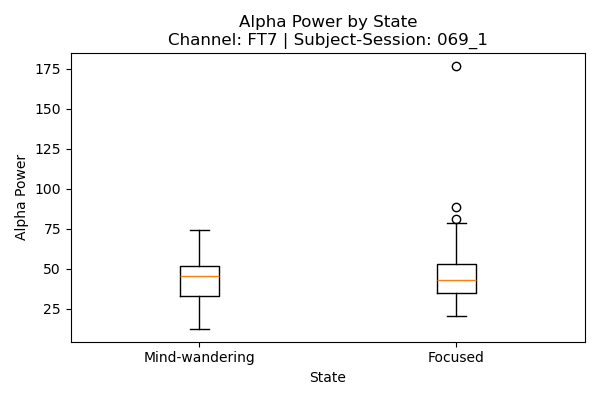 Alpha Power by State
Channel: FT7 | Subject-Session: 069_1
175
150
125
100
75
50
25
Alpha Power
Mind-wandering
Focused
State